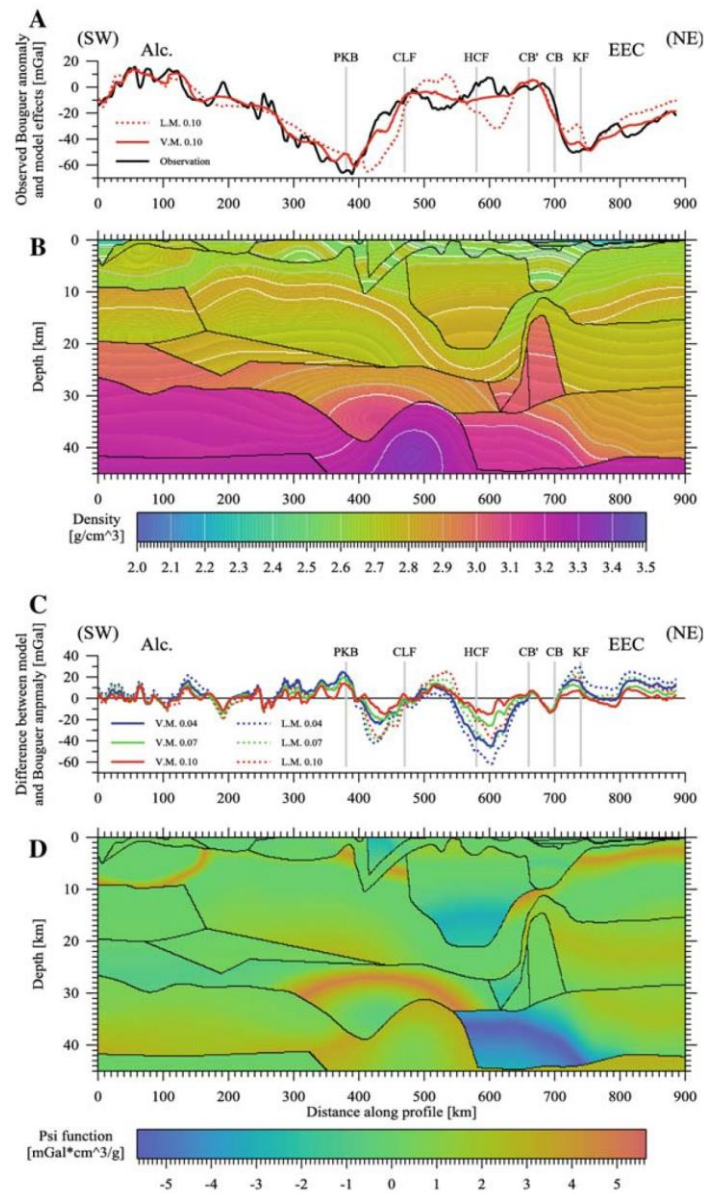 A
(SW) Alc. EEC (NE)
PKB CLF HCF CB' CB KF
Observed Bouguer anomaly
and model effects [mGal]
20
0
-20
-40
-60
L.M. 0.10
V.M. 0.10
Observation
0 100 200 300 400 500 600 700 800 900
B
Depth [km]
0
10
20
30
40
0 100 200 300 400 500 600 700 800 900
Density
[g/cm^3]
2.0 2.1 2.2 2.3 2.4 2.5 2.6 2.7 2.8 2.9 3.0 3.1 3.2 3.3 3.4 3.5
C
(SW) Alc. EEC (NE)
PKB CLF HCF CB' CB KF
Difference between model
and Bouguer anpmaly [mGal]
40
20
0
-20
-40
-60
V.M. 0.04 L.M. 0.04
V.M. 0.07 L.M. 0.07
V.M. 0.10 L.M. 0.10
0 100 200 300 400 500 600 700 800 900
D
Depth [km]
0
10
20
30
40
0 100 200 300 400 500 600 700 800 900
Distance along profile [km]
Psi function
[mGal*cm^3/g]
-5 -4 -3 -2 -1 0 1 2 3 4 5